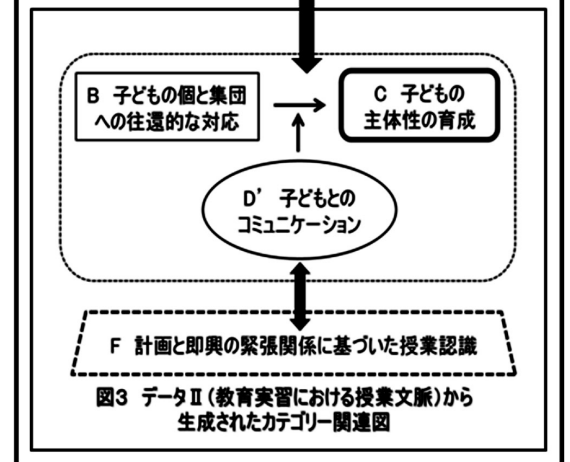 B 子どもの個と集団
への往還的な対応
C 子どもの
主体性の育成
D' 子どもとの
コミュニケーション
F 計画と即興の緊張関係に基づいた授業認識
図3 データⅡ(教育実習における授業文脈)から
生成されたカテゴリー関連図